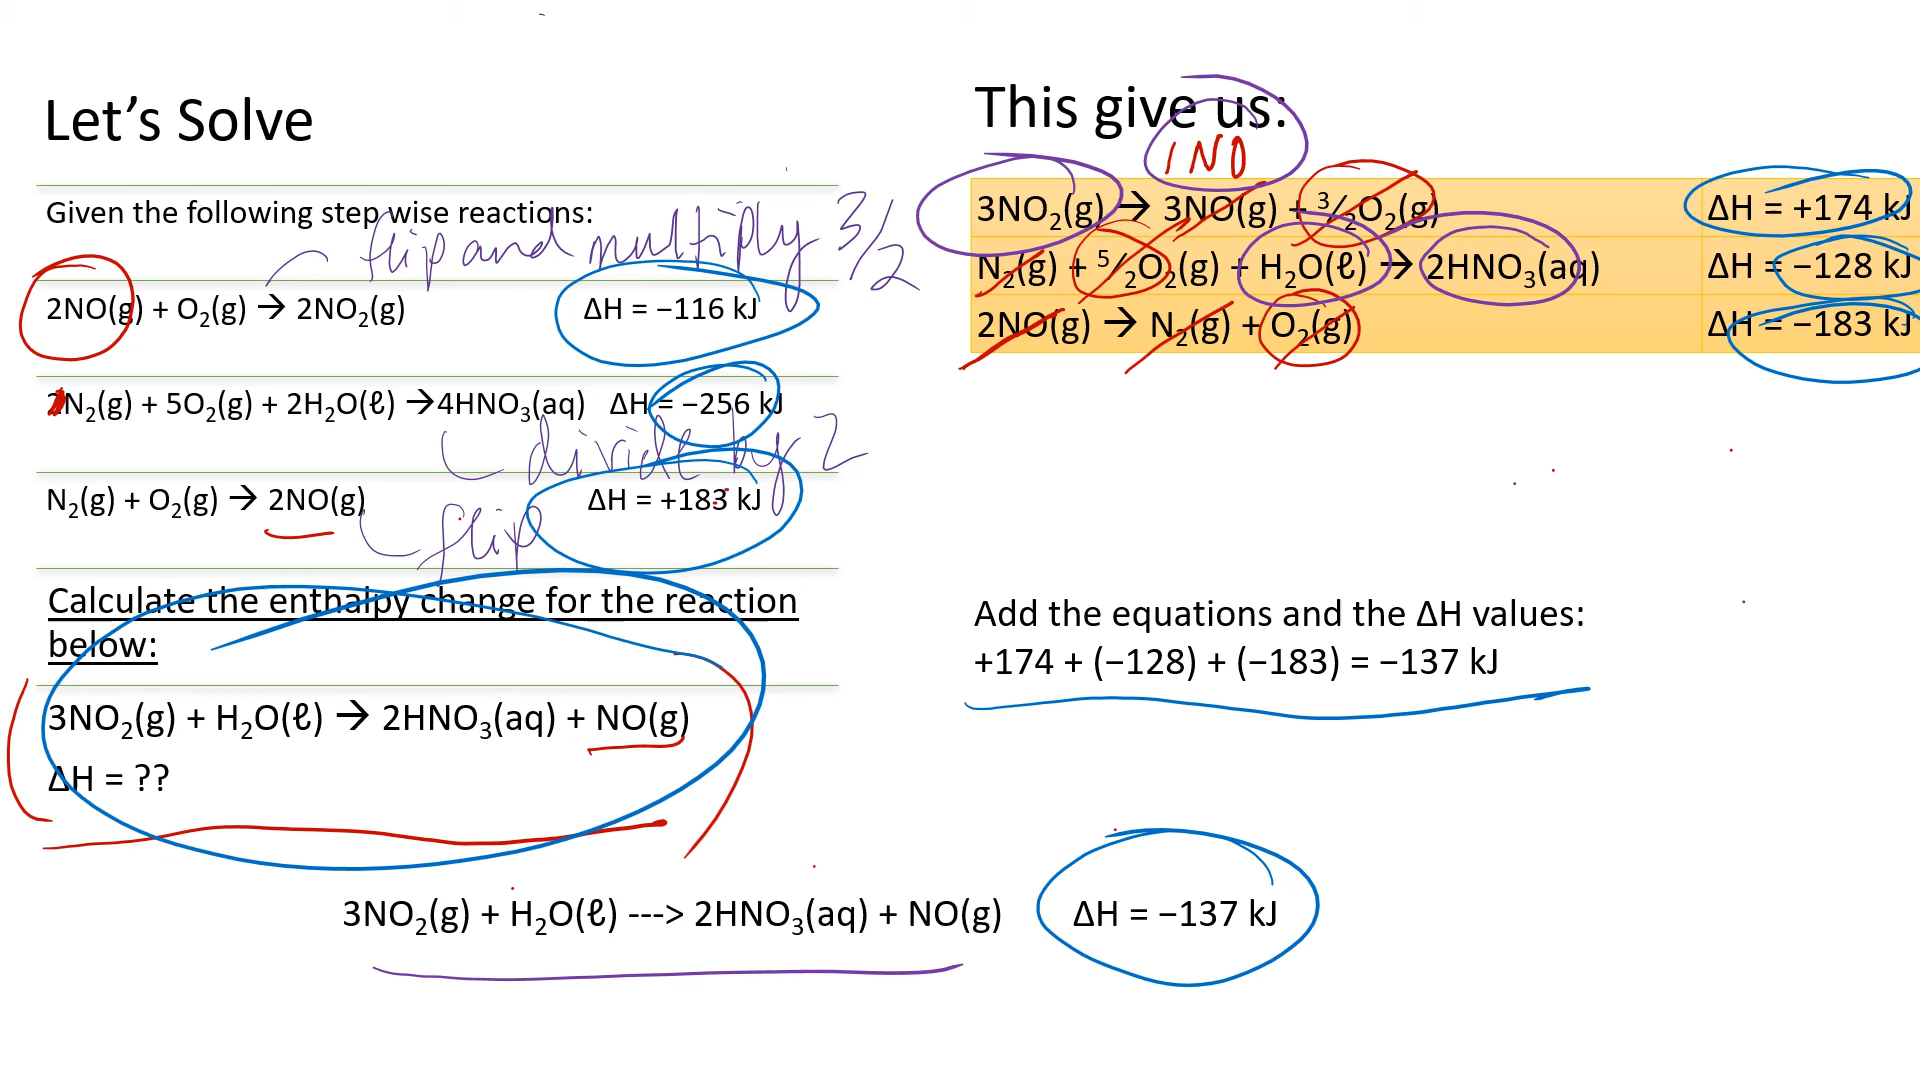 Let’s Solve
Given the following step wise reactions:
flip and multiply 3/2
2NO(g) + O₂(g) → 2NO₂(g) ΔH = −116 kJ
2N₂(g) + 5O₂(g) + 2H₂O(ℓ) →4HNO₃(aq) ΔH = −256 kJ
divide by 2
N₂(g) + O₂(g) → 2NO(g) ΔH = +183 kJ
flip
Calculate the enthalpy change for the reaction
below:
3NO₂(g) + H₂O(ℓ) → 2HNO₃(aq) + NO(g)
ΔH = ??
This give us:
1NO
3NO₂(g) → 3NO(g) + ³⁄₂O₂(g) ΔH = +174 kJ
N₂(g) + ⁵⁄₂O₂(g) + H₂O(ℓ) → 2HNO₃(aq) ΔH = −128 kJ
2NO(g) → N₂(g) + O₂(g) ΔH = −183 kJ
Add the equations and the ΔH values:
+174 + (−128) + (−183) = −137 kJ
3NO₂(g) + H₂O(ℓ) ---> 2HNO₃(aq) + NO(g) ΔH = −137 kJ